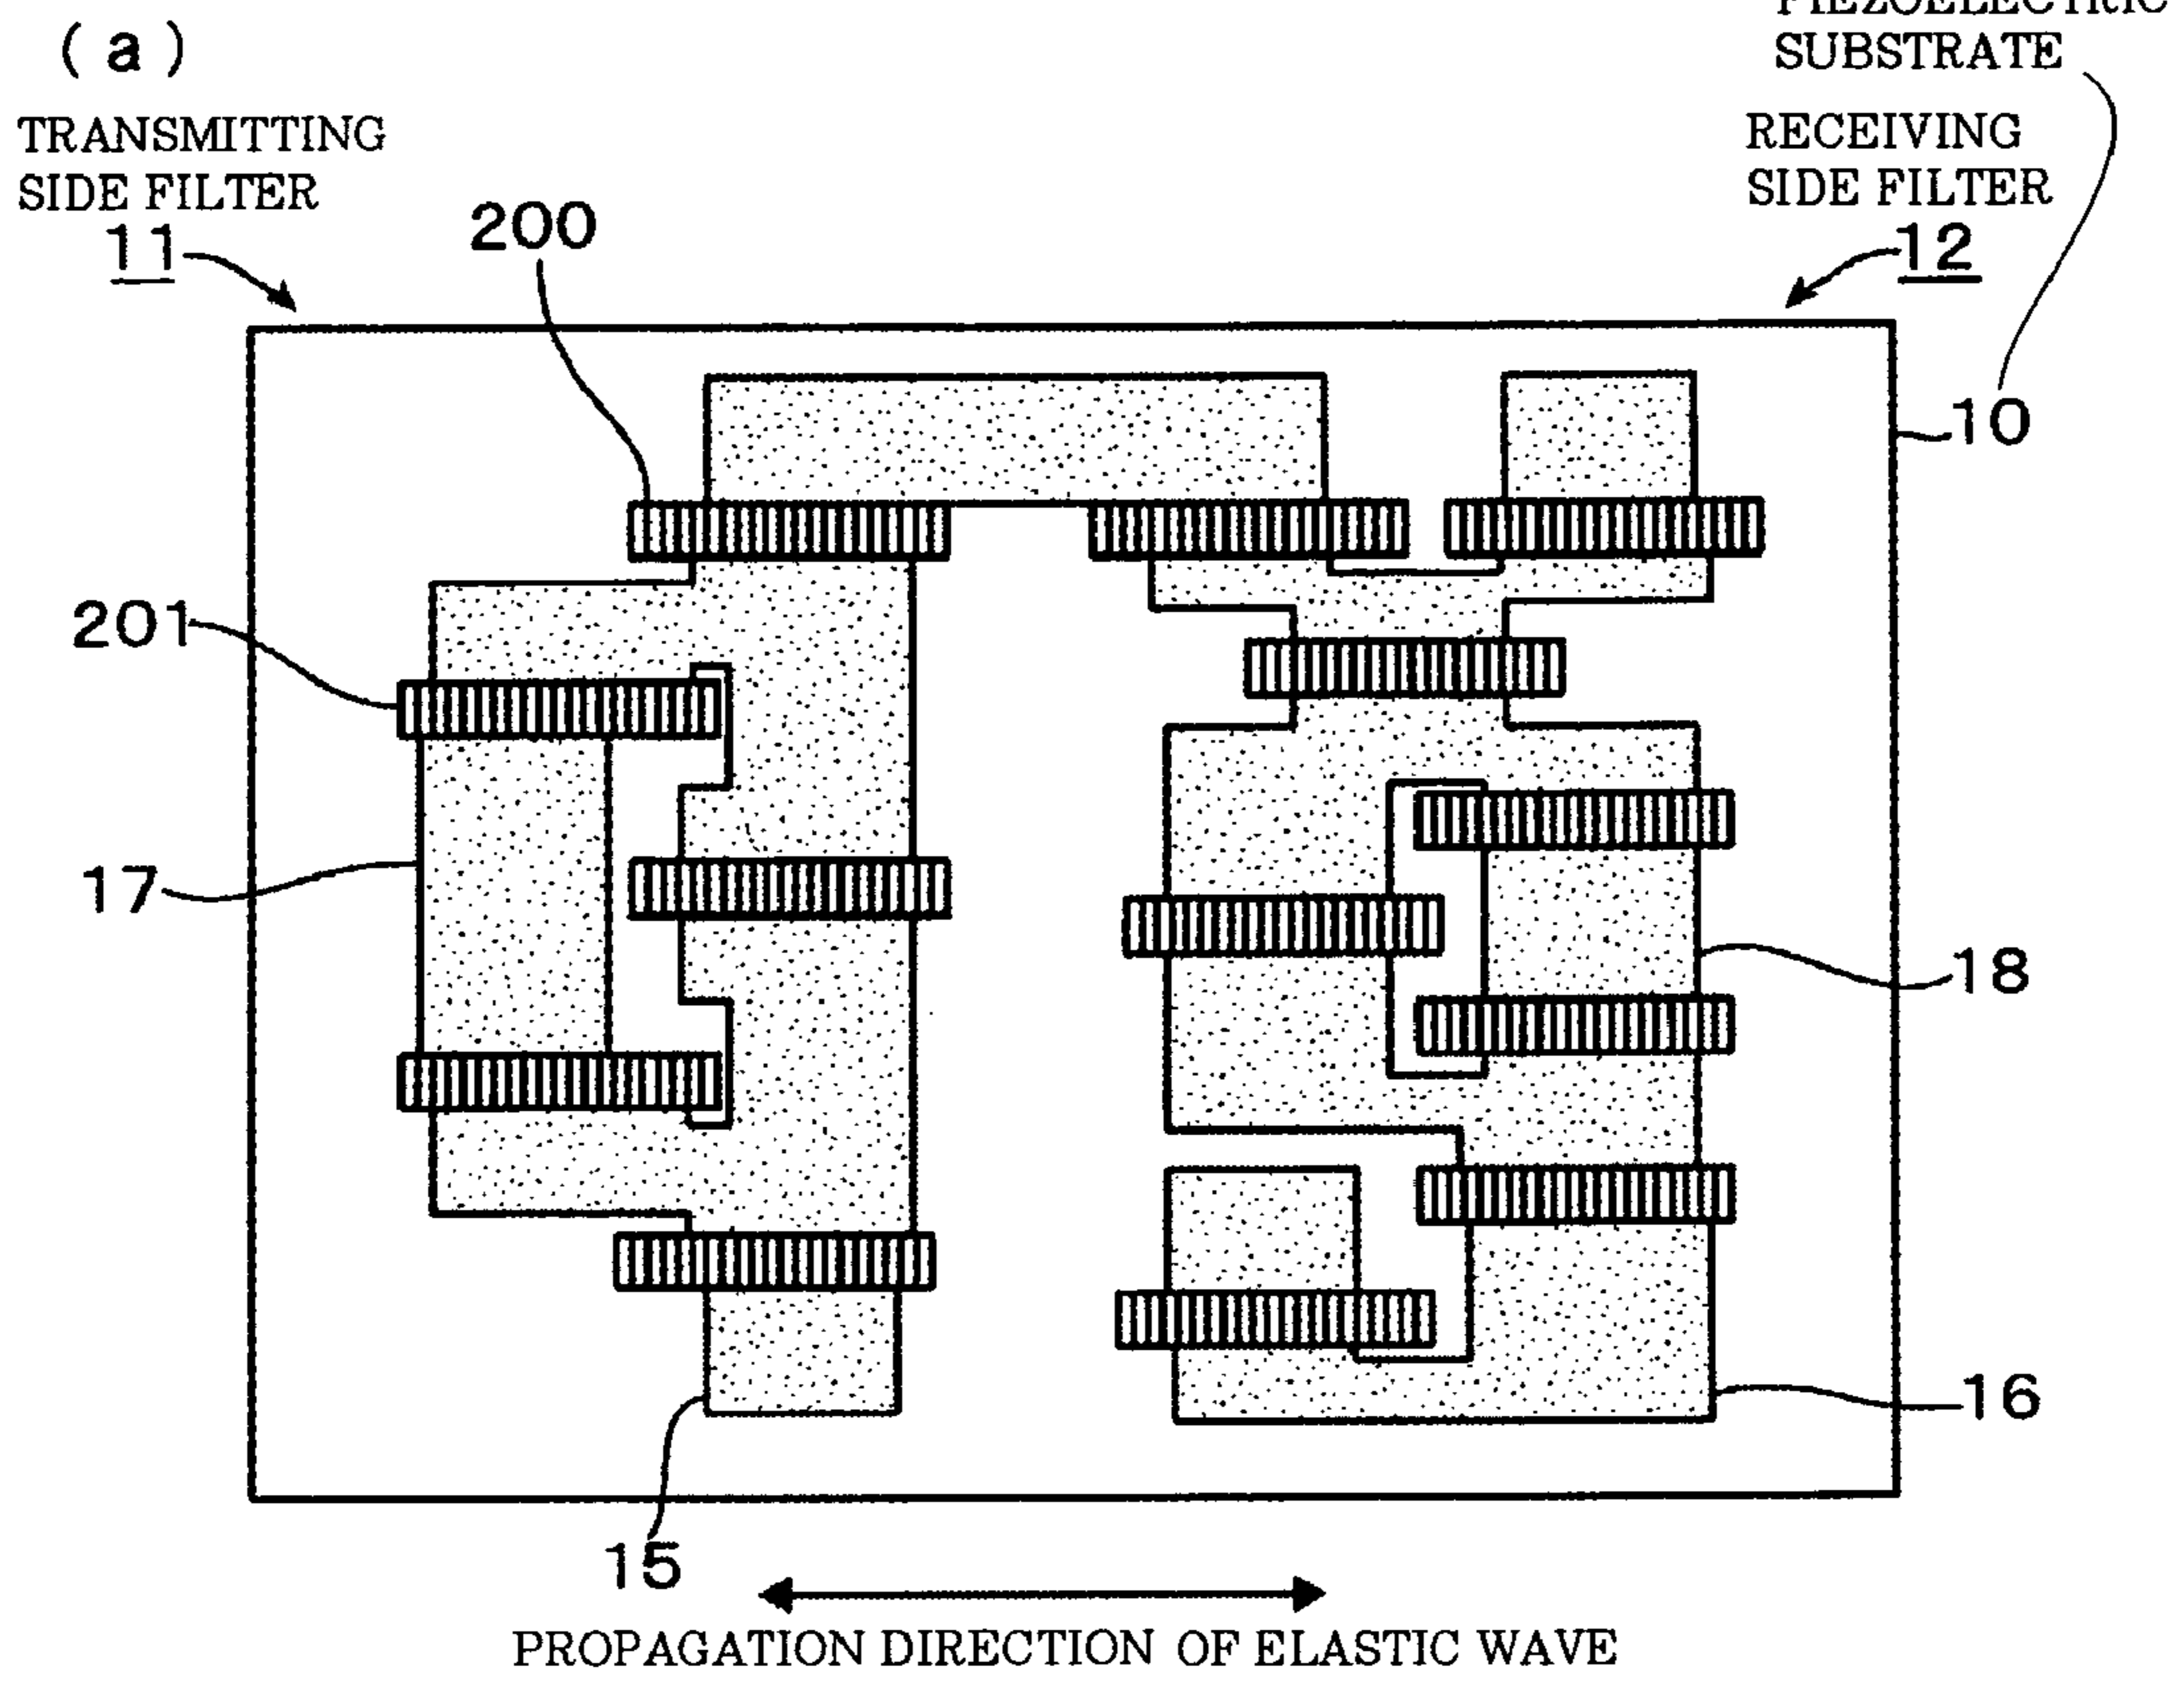 (a)
PIEZOELECTRIC
SUBSTRATE
TRANSMITTING
SIDE FILTER
11
RECEIVING
SIDE FILTER
12
200
10
201
17
18
16
15
PROPAGATION DIRECTION OF ELASTIC WAVE